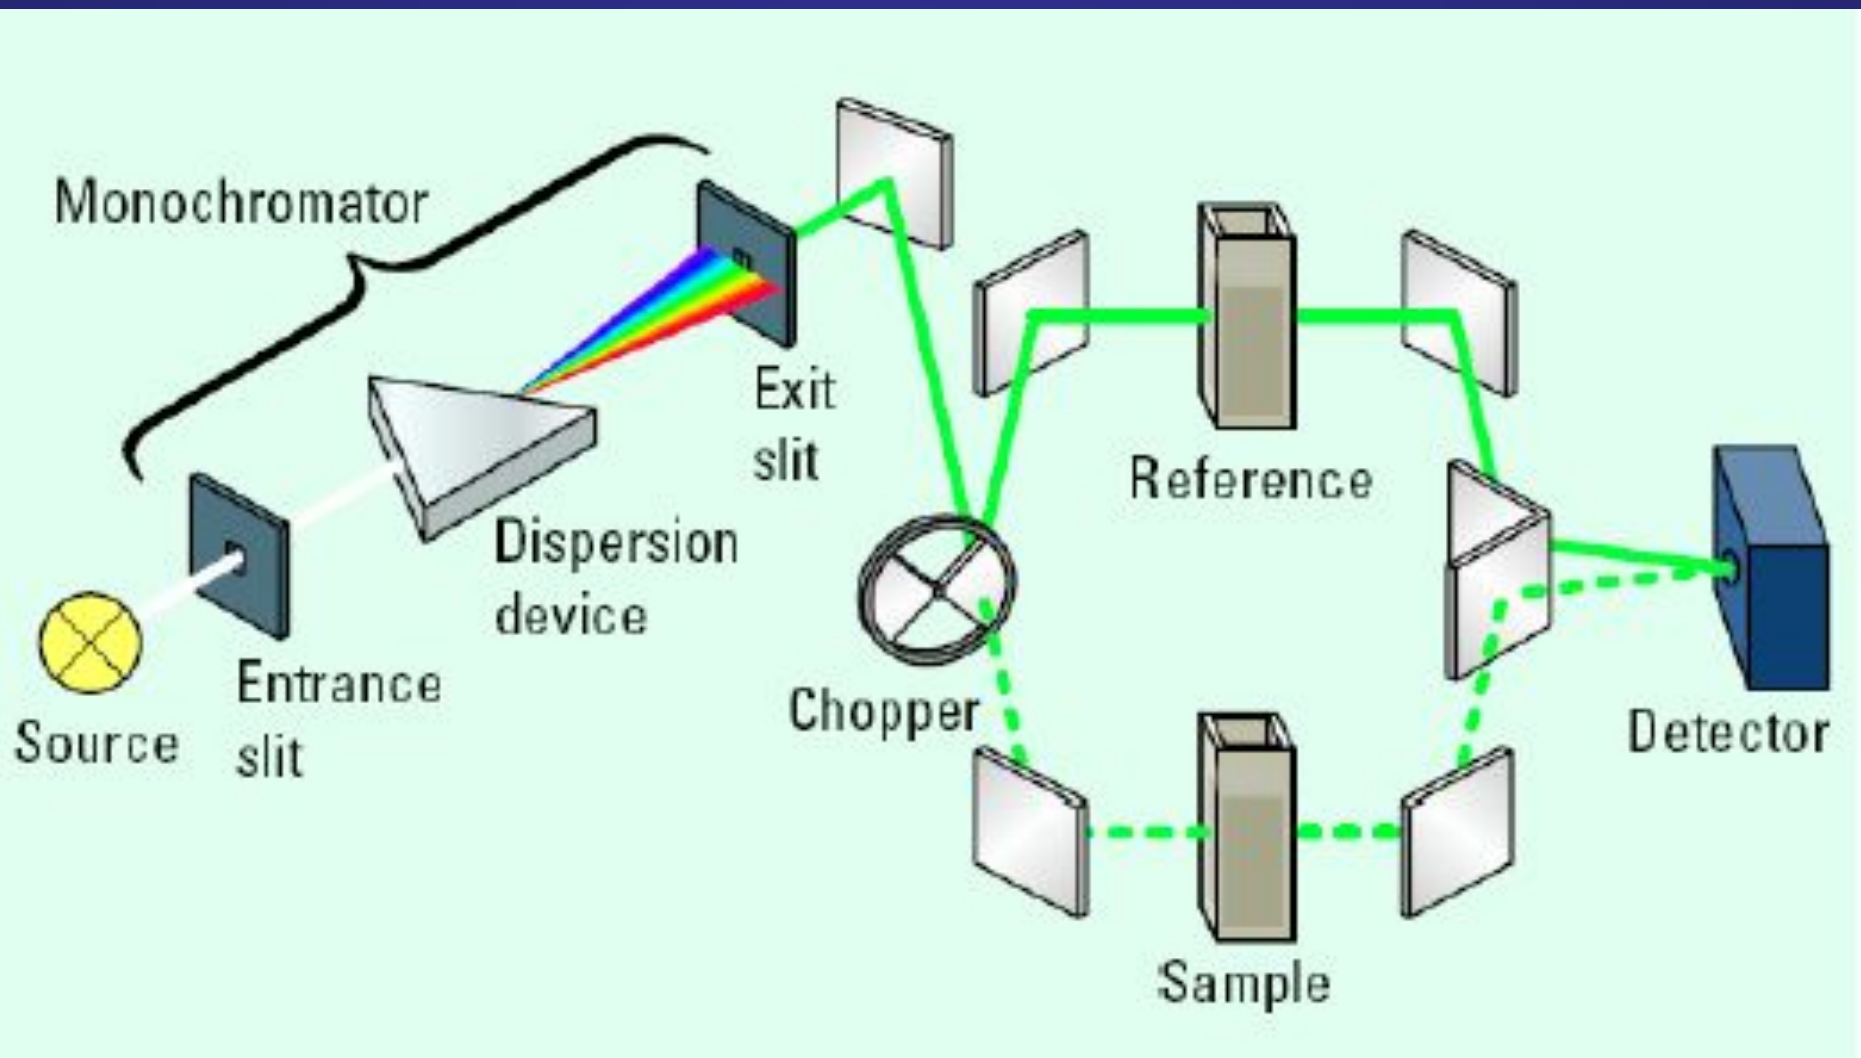 Monochromator
Exit
slit
Reference
Dispersion
device
Entrance
slit
Source
Chopper
Detector
Sample